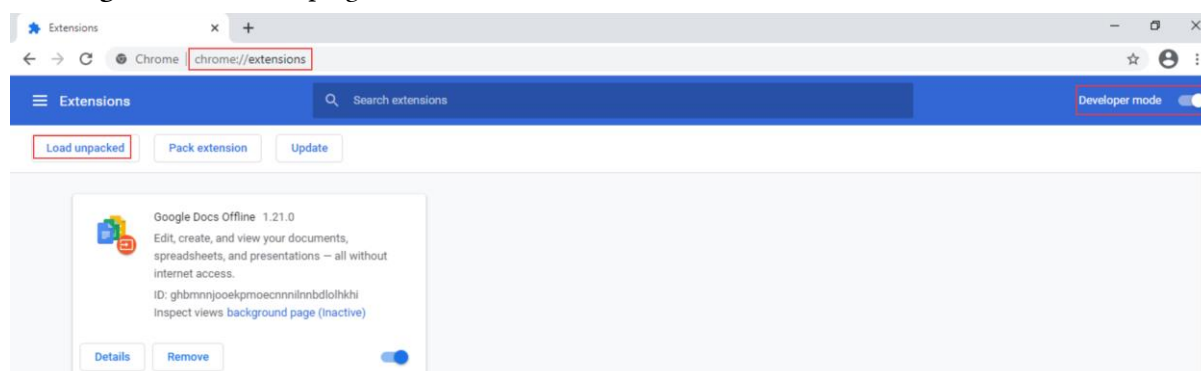 Extensions
Chrome | chrome://extensions
Extensions
Search extensions
Developer mode
Load unpacked
Pack extension
Update
Google Docs Offline 1.21.0
Edit, create, and view your documents,
spreadsheets, and presentations — all without
internet access.
ID: ghbmnnjooekpmoecnnnilnnbdlolhkhi
Inspect views background page (Inactive)
Details
Remove